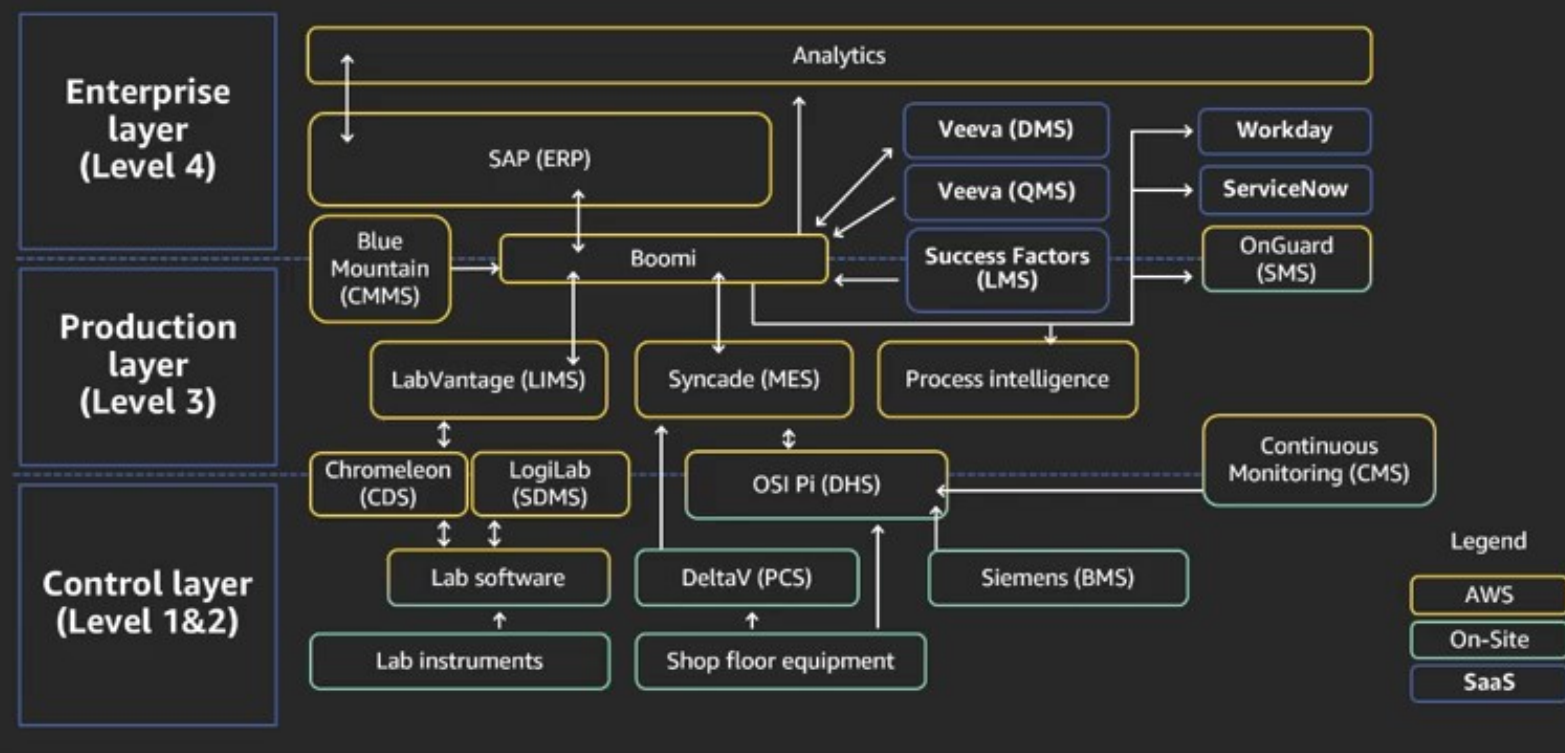 Enterprise
layer
(Level 4)
Analytics
SAP (ERP)
Veeva (DMS)
Workday
Veeva (QMS)
ServiceNow
Blue
Mountain
(CMMS)
Boomi
Success Factors
(LMS)
OnGuard
(SMS)
Production
layer
(Level 3)
LabVantage (LIMS)
Syncade (MES)
Process intelligence
Chromeleon
(CDS)
LogiLab
(SDMS)
OSI Pi (DHS)
Continuous
Monitoring (CMS)
Control layer
(Level 1&2)
Lab software
DeltaV (PCS)
Siemens (BMS)
Lab instruments
Shop floor equipment
Legend
AWS
On-Site
SaaS